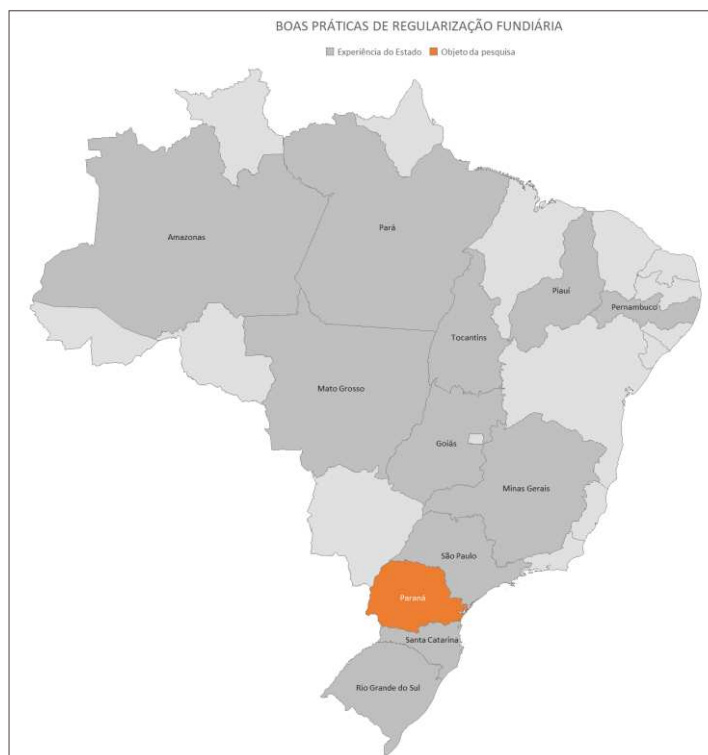 BOAS PRÁTICAS DE REGULARIZAÇÃO FUNDIÁRIA
Experiência do Estado Objeto da pesquisa
Amazonas
Pará
Piauí
Pernambuco
Tocantins
Mato Grosso
Goiás
Minas Gerais
São Paulo
Paraná
Santa Catarina
Rio Grande do Sul